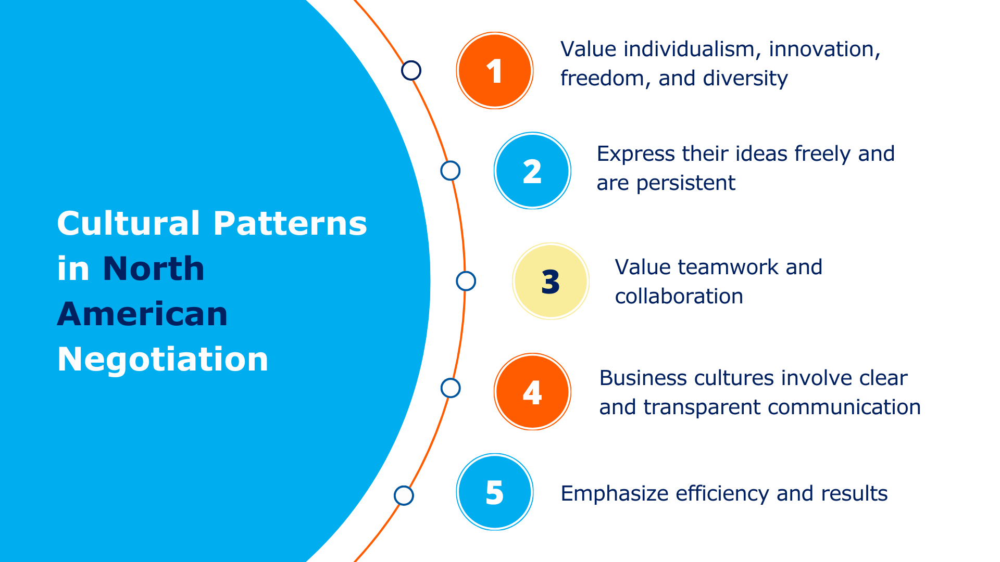 Cultural Patterns
in North
American
Negotiation
1
Value individualism, innovation,
freedom, and diversity
2
Express their ideas freely and
are persistent
3
Value teamwork and
collaboration
4
Business cultures involve clear
and transparent communication
5
Emphasize efficiency and results